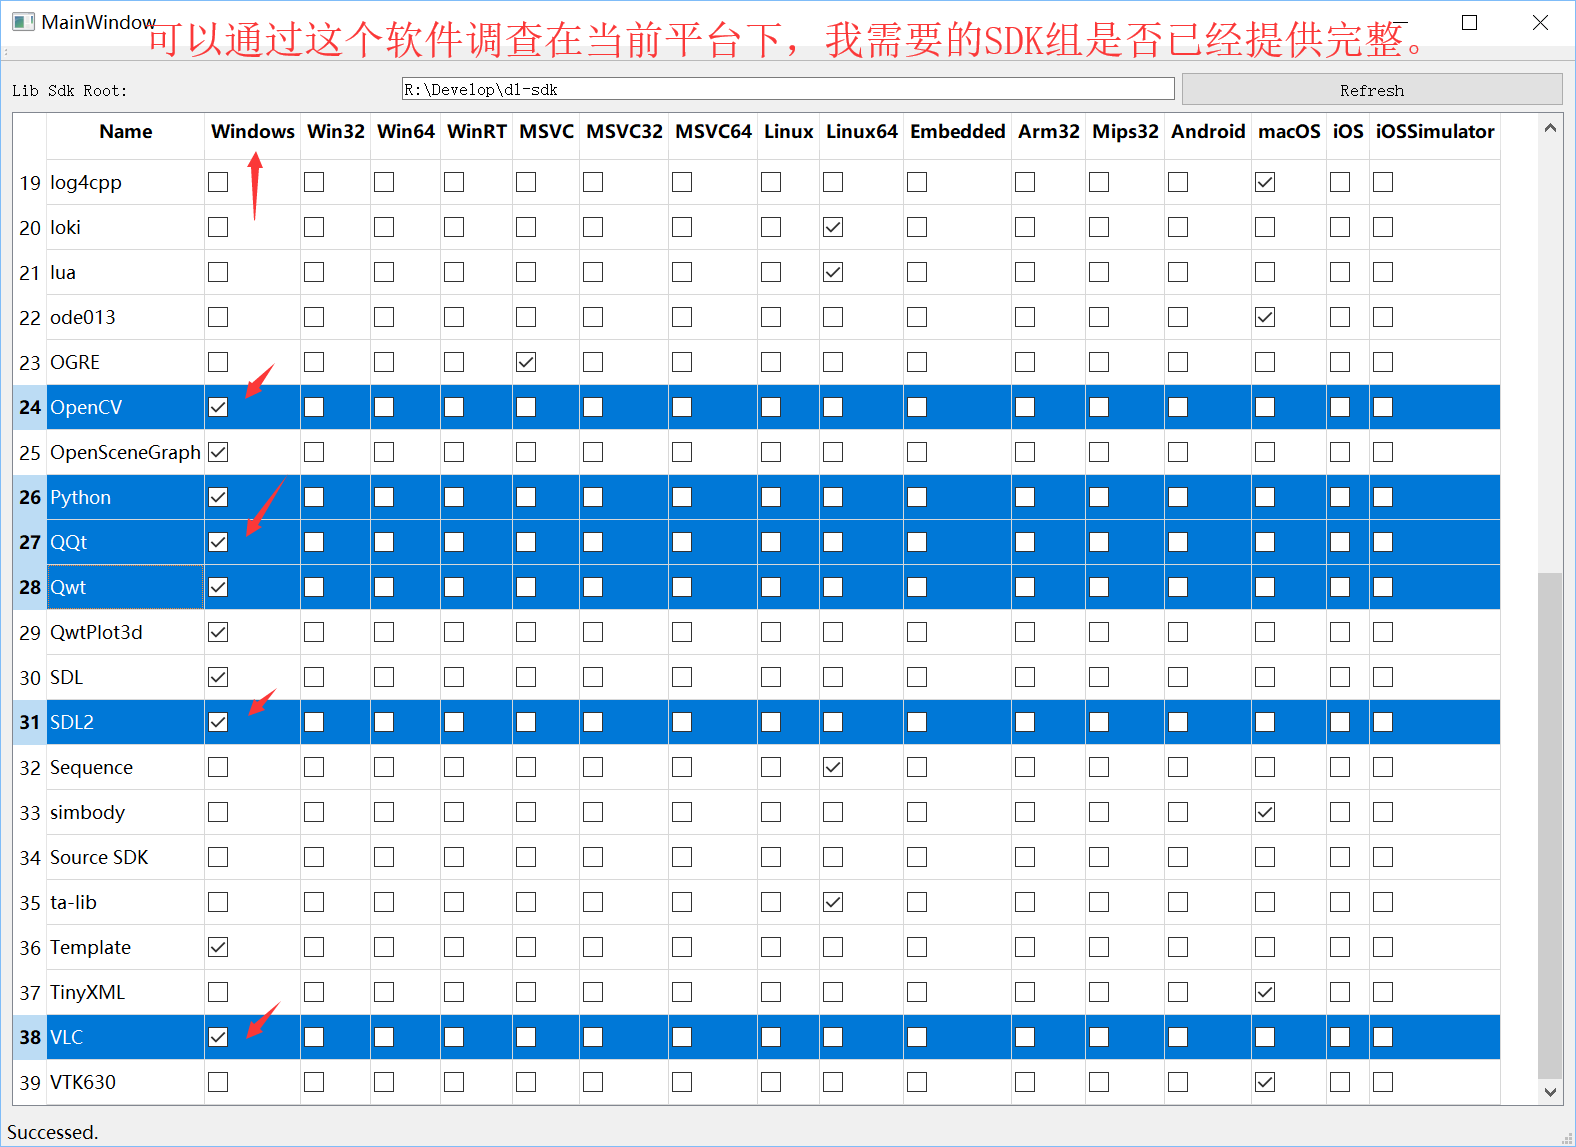 MainWindow
可以通过这个软件调查在当前平台下，我需要的SDK组是否已经提供完整。
Lib Sdk Root: R:\Develop\dl-sdk Refresh
Name Windows Win32 Win64 WinRT MSVC MSVC32 MSVC64 Linux Linux64 Embedded Arm32 Mips32 Android macOS iOS iOSSimulator
19 log4cpp
20 loki
21 lua
22 ode013
23 OGRE
24 OpenCV
25 OpenSceneGraph
26 Python
27 QQt
28 Qwt
29 QwtPlot3d
30 SDL
31 SDL2
32 Sequence
33 simbody
34 Source SDK
35 ta-lib
36 Template
37 TinyXML
38 VLC
39 VTK630
Successed.